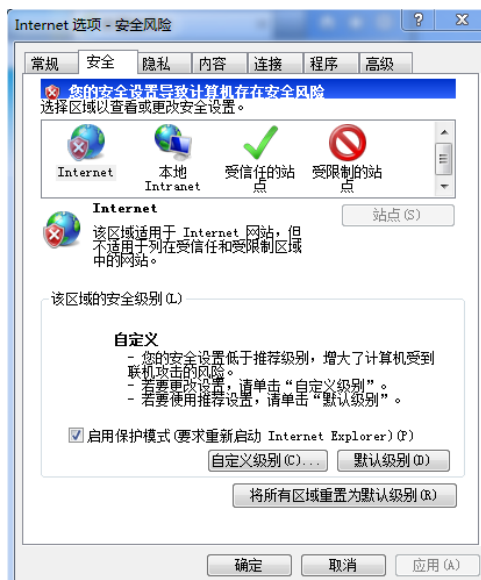 Internet 选项 - 安全风险
常规 安全 隐私 内容 连接 程序 高级
您的安全设置导致计算机存在安全风险
选择区域以查看或更改安全设置。
Internet 本地 受信任的站 受限制的站
Intranet 点 点
Internet
站点(S)
该区域适用于 Internet 网站，但
不适用于列在受信任和受限制区域
中的网站。
该区域的安全级别(L)
自定义
- 您的安全设置低于推荐级别，增大了计算机受到
联机攻击的风险。
- 若要更改设置，请单击“自定义级别”。
- 若要使用推荐设置，请单击“默认级别”。
启用保护模式(要求重新启动 Internet Explorer)(P)
自定义级别(C)... 默认级别(D)
将所有区域重置为默认级别(R)
确定 取消 应用(A)